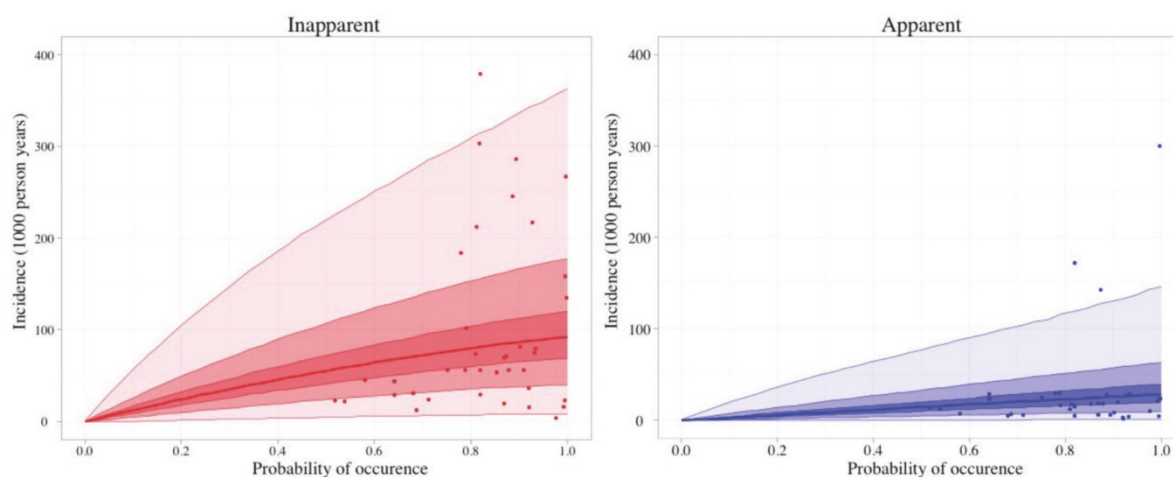 Inapparent
400
300
200
100
0
Incidence (1000 person years)
0.0 0.2 0.4 0.6 0.8 1.0
Probability of occurence
Apparent
400
300
200
100
0
Incidence (1000 person years)
0.0 0.2 0.4 0.6 0.8 1.0
Probability of occurence